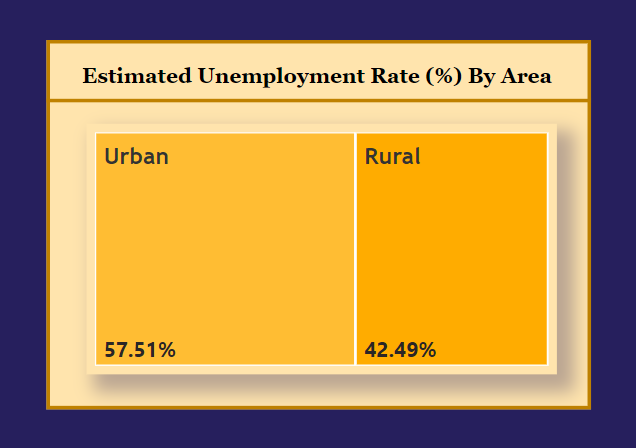 Estimated Unemployment Rate (%) By Area
Urban
Rural
57.51%
42.49%